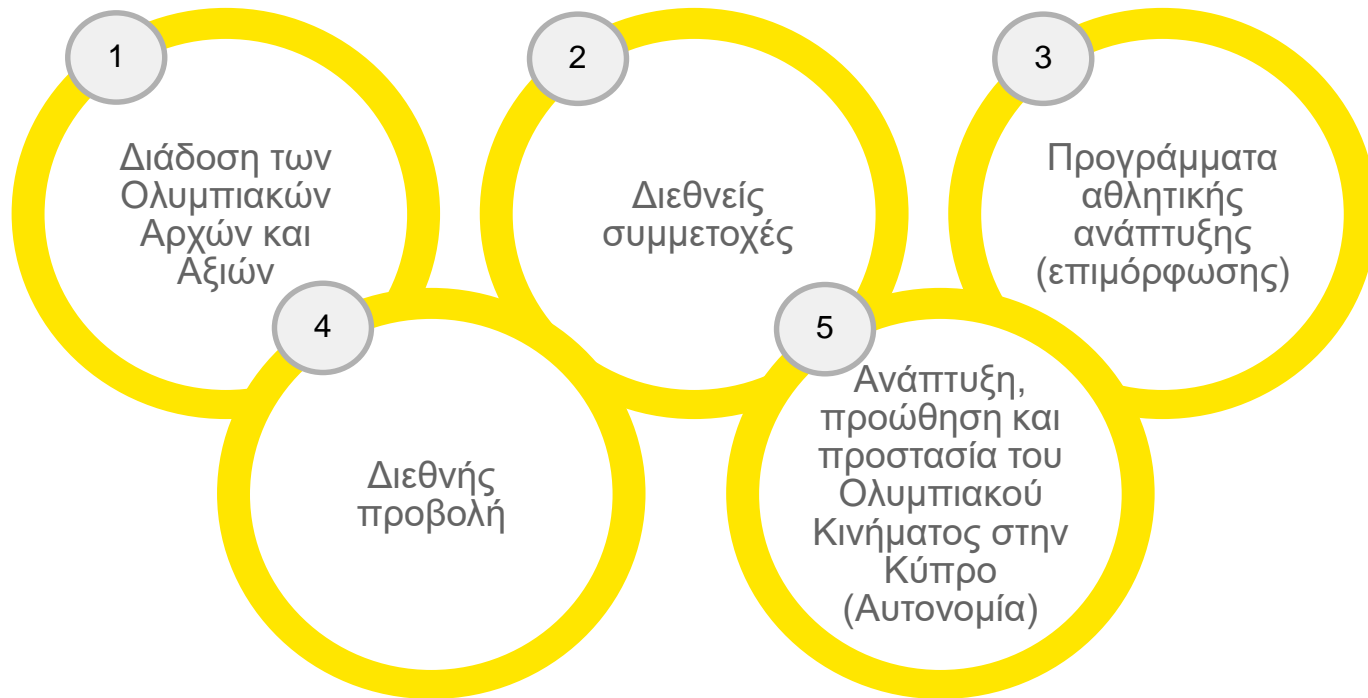 1
Διάδοση των
Ολυμπιακών
Αρχών και
Αξιών
2
Διεθνείς
συμμετοχές
3
Προγράμματα
αθλητικής
ανάπτυξης
(επιμόρφωσης)
4
Διεθνής
προβολή
5
Ανάπτυξη,
προώθηση και
προστασία του
Ολυμπιακού
Κινήματος στην
Κύπρο
(Αυτονομία)